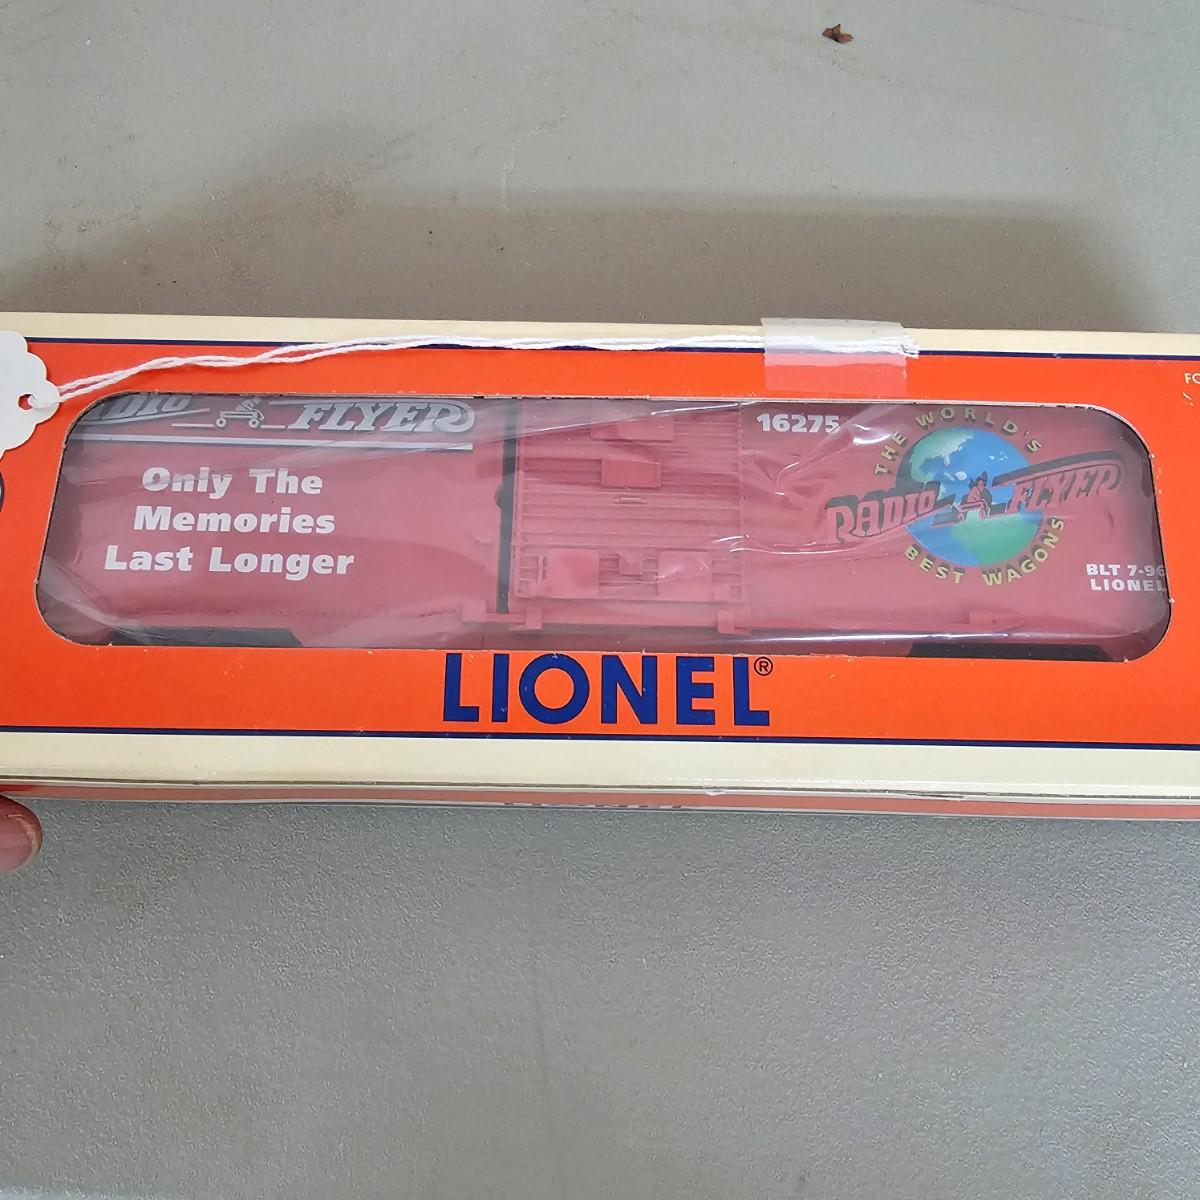 FLYER
Only The
Memories
Last Longer
16275
THE WORLD'S
RADIO FLYER
BEST WAGONS
BLT 7-96
LIONEL
LIONEL®